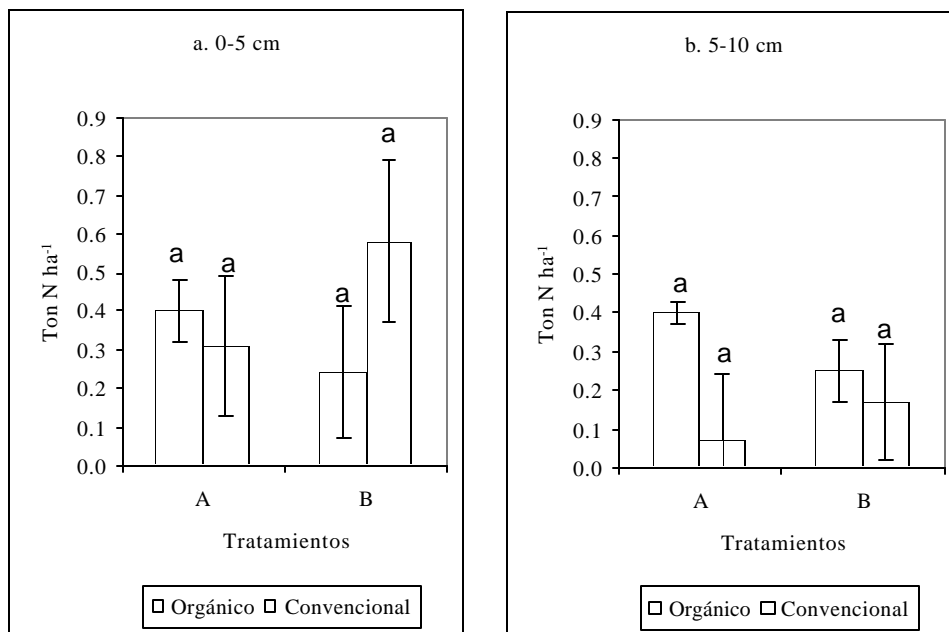 a. 0-5 cm
Ton N ha-1
0.9
0.8
0.7
0.6
0.5
0.4
0.3
0.2
0.1
0.0
a
a
a
a
A
B
Tratamientos
Orgánico Convencional
b. 5-10 cm
Ton N ha-1
0.9
0.8
0.7
0.6
0.5
0.4
0.3
0.2
0.1
0.0
a
a
a
a
A
B
Tratamientos
Orgánico Convencional